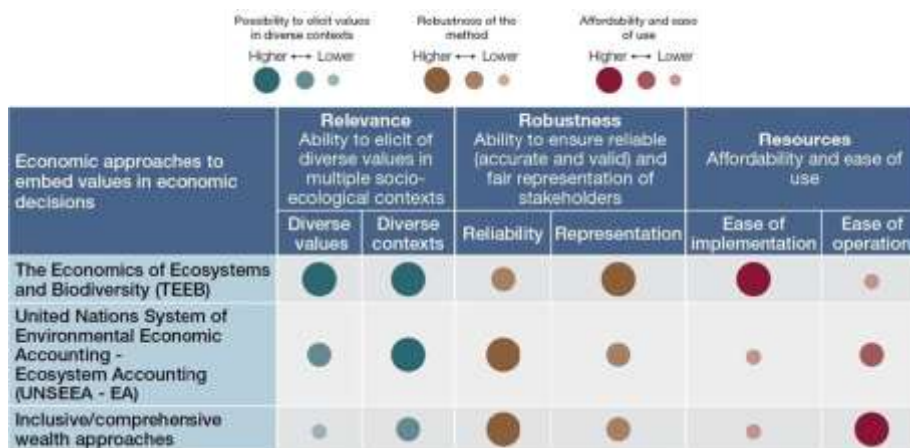 Possibility to elicit values
in diverse contexts
Higher ←→ Lower
Robustness of the
method
Higher ←→ Lower
Affordability and ease
of use
Higher ←→ Lower
Economic approaches to
embed values in economic
decisions
Relevance
Ability to elicit of
diverse values in
multiple socio-
ecological contexts
Robustness
Ability to ensure reliable
(accurate and valid) and
fair representation of
stakeholders
Resources
Affordability and ease of
use
Diverse
values
Diverse
contexts
Reliability
Representation
Ease of
implementation
Ease of
operation
The Economics of Ecosystems
and Biodiversity (TEEB)
United Nations System of
Environmental Economic
Accounting -
Ecosystem Accounting
(UNSEEA - EA)
Inclusive/comprehensive
wealth approaches